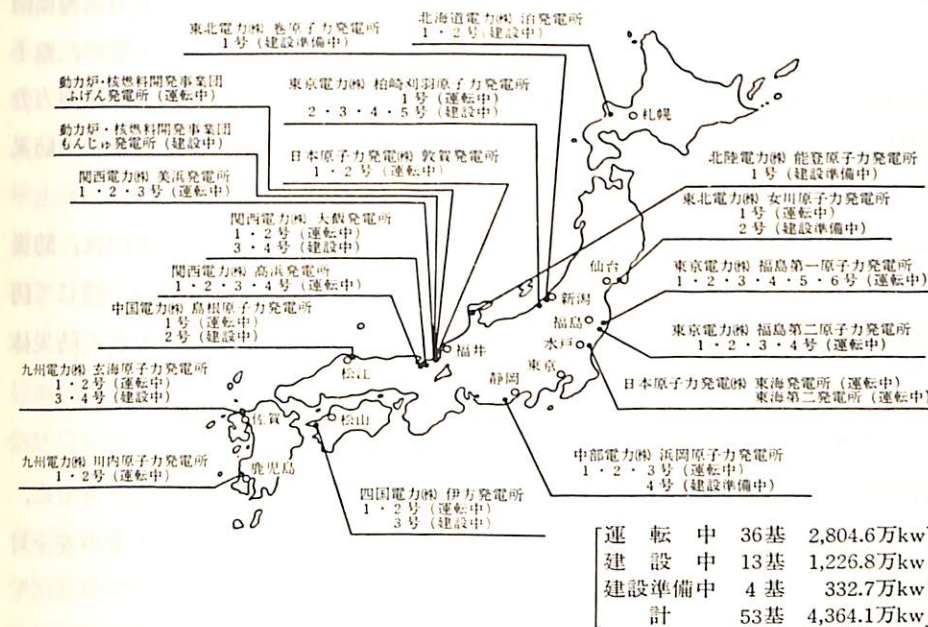 北海道電力㈱ 泊発電所
1・2号(建設中)
東北電力㈱ 巻原子力発電所
1号(建設準備中)
動力炉・核燃料開発事業団
ふげん発電所(運転中)
東京電力㈱ 柏崎刈羽原子力発電所
1号(運転中)
2・3・4・5号(建設中)
動力炉・核燃料開発事業団
もんじゅ発電所(建設中)
日本原子力発電㈱ 敦賀発電所
1・2号(運転中)
関西電力㈱ 美浜発電所
1・2・3号(運転中)
関西電力㈱ 大飯発電所
1・2号(運転中)
3・4号(建設中)
関西電力㈱ 高浜発電所
1・2・3・4号(運転中)
中国電力㈱ 島根原子力発電所
1号(運転中)
2号(建設中)
九州電力㈱ 玄海原子力発電所
1・2号(運転中)
3・4号(建設中)
九州電力㈱ 川内原子力発電所
1・2号(運転中)
札幌
北陸電力㈱ 能登原子力発電所
1号(建設準備中)
東北電力㈱ 女川原子力発電所
1号(運転中)
2号(建設準備中)
仙台
東京電力㈱ 福島第一原子力発電所
1・2・3・4・5・6号(運転中)
新潟
福島
東京電力㈱ 福島第二原子力発電所
1・2・3・4号(運転中)
水戸
福井
松江
静岡
東京
日本原子力発電㈱ 東海発電所(運転中)
東海第二発電所(運転中)
佐賀
松山
鹿児島
中部電力㈱ 浜岡原子力発電所
1・2・3号(運転中)
4号(建設準備中)
四国電力㈱ 伊方発電所
1・2号(運転中)
3号(建設中)
運転中 36基 2,804.6万kw
建設中 13基 1,226.8万kw
建設準備中 4基 332.7万kw
計 53基 4,364.1万kw